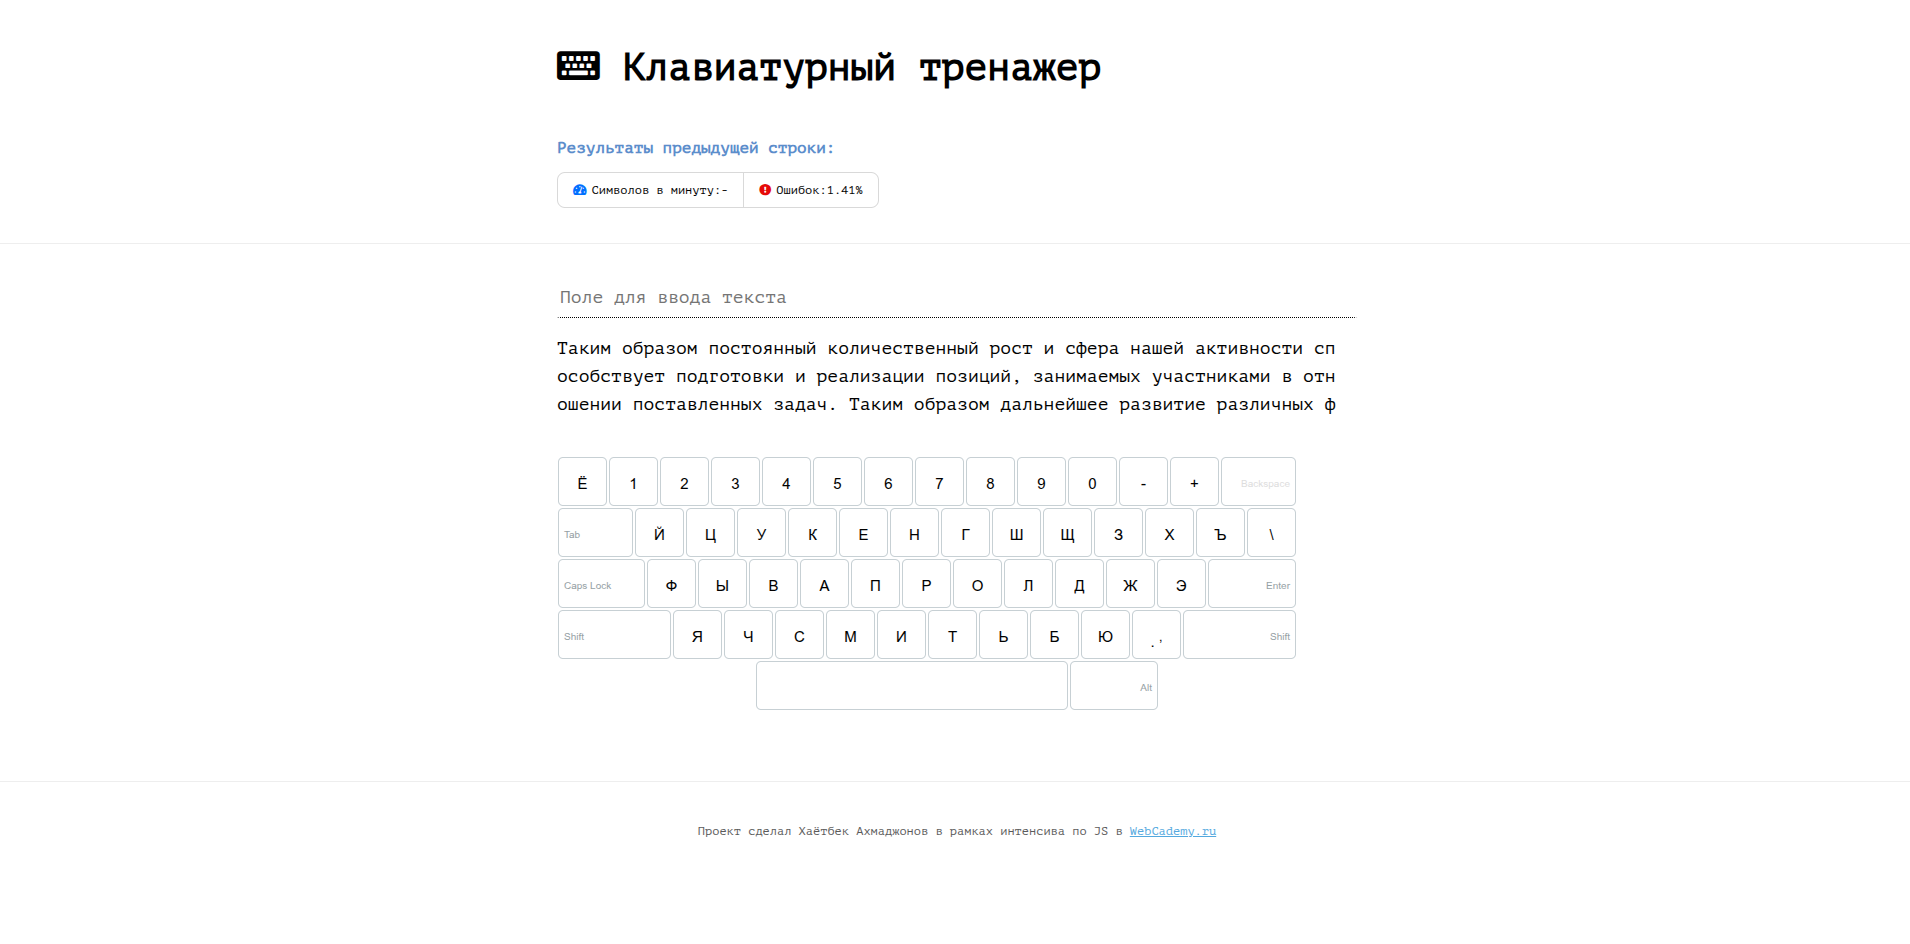 Клавиатурный тренажер
Результаты предыдущей строки:
Символов в минуту:-
Ошибок:1.41%
Поле для ввода текста
Таким образом постоянный количественный рост и сфера нашей активности сп
особствует подготовки и реализации позиций, занимаемых участниками в отн
ошении поставленных задач. Таким образом дальнейшее развитие различных ф
Ё 1 2 3 4 5 6 7 8 9 0 - + Backspace
Tab Й Ц У К Е Н Г Ш Щ З Х Ъ \
Caps Lock Ф Ы В А П Р О Л Д Ж Э Enter
Shift Я Ч С М И Т Ь Б Ю . , Shift
Alt
Проект сделал Хаётбек Ахмаджонов в рамках интенсива по JS в WebCademy.ru